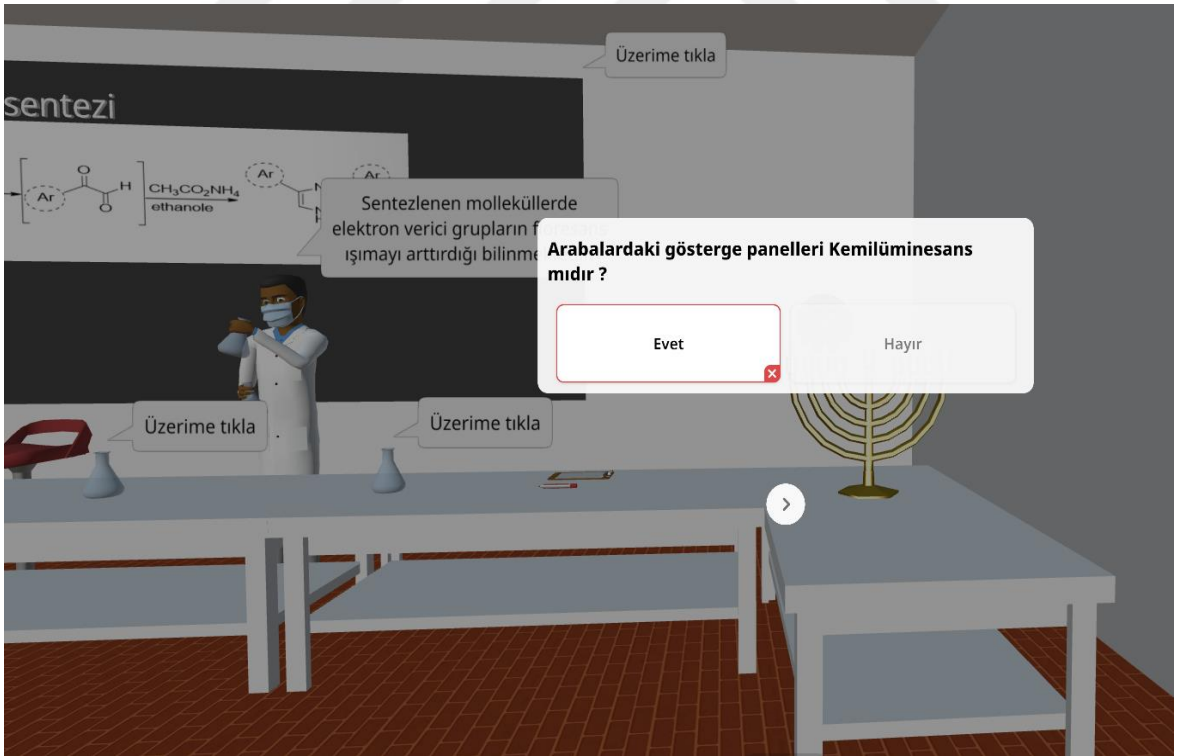 Üzerime tıkla
sentezi
Ar
O
O
H
CH₃CO₂NH₄
ethanole
Ar
N
N
H
Ar
Sentezlenen molleküllerde
elektron verici grupların
ışımayı arttırdığı
Arabalardaki gösterge panelleri Kemilüminesans
mıdır ?
Evet
Hayır
Üzerime tıkla
Üzerime tıkla